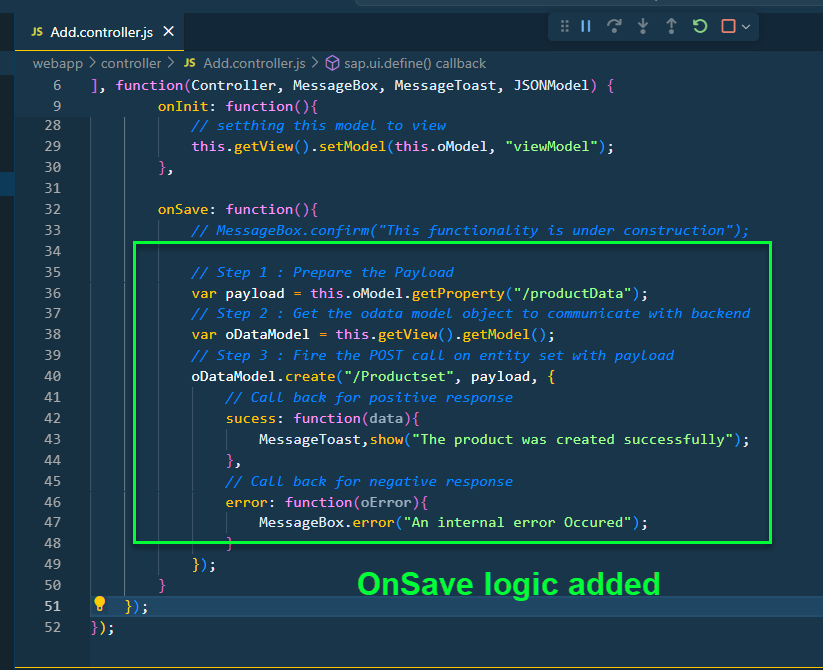 JS Add.controller.js ×
webapp > controller > JS Add.controller.js > sap.ui.define() callback
6 ], function(Controller, MessageBox, MessageToast, JSONModel) {
9 onInit: function(){
28 // setthing this model to view
29 this.getView().setModel(this.oModel, "viewModel");
30 },
31
32 onSave: function(){
33 // MessageBox.confirm("This functionality is under construction");
34
35 // Step 1 : Prepare the Payload
36 var payload = this.oModel.getProperty("/productData");
37 // Step 2 : Get the odata model object to communicate with backend
38 var oDataModel = this.getView().getModel();
39 // Step 3 : Fire the POST call on entity set with payload
40 oDataModel.create("/Productset", payload, {
41 // Call back for positive response
42 sucess: function(data){
43 MessageToast,show("The product was created successfully");
44 },
45 // Call back for negative response
46 error: function(oError){
47 MessageBox.error("An internal error Occured");
48 }
49 });
50 }
51 });
52 });
OnSave logic added